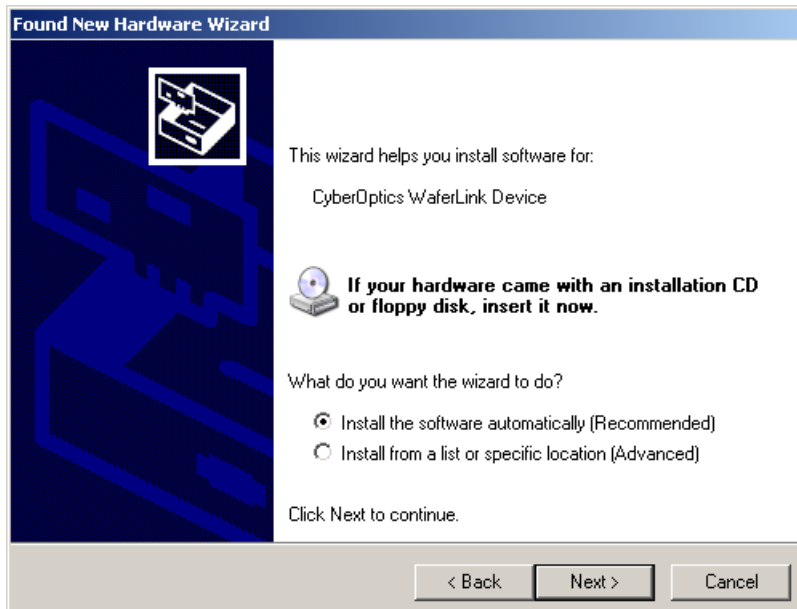 Found New Hardware Wizard
This wizard helps you install software for:
CyberOptics WaferLink Device
If your hardware came with an installation CD
or floppy disk, insert it now.
What do you want the wizard to do?
Install the software automatically (Recommended)
Install from a list or specific location (Advanced)
Click Next to continue.
< Back Next > Cancel